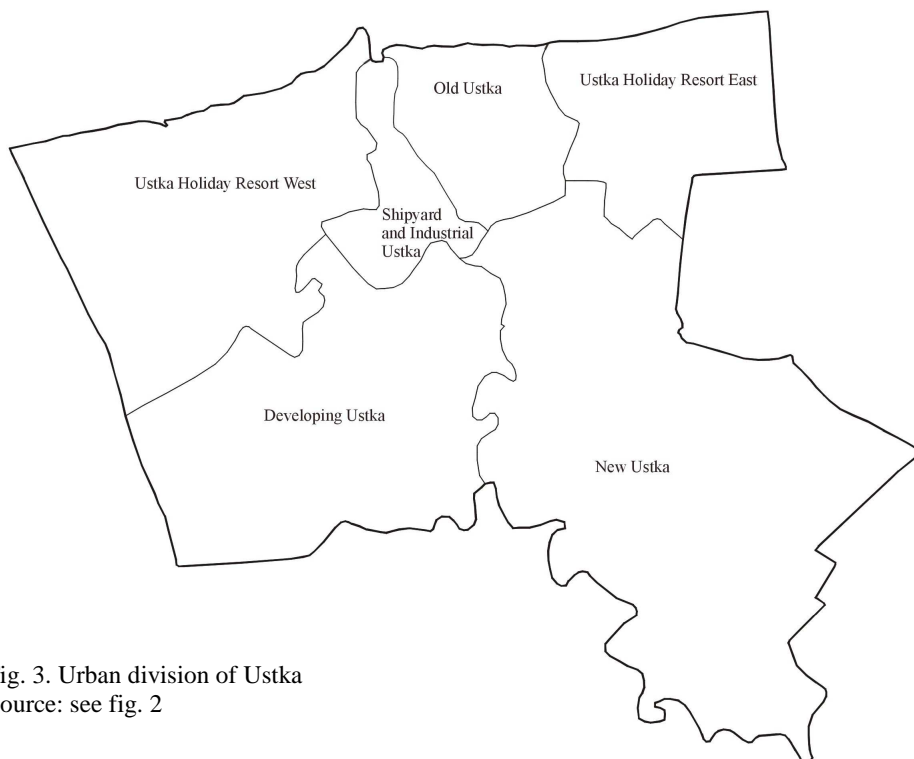 Old Ustka
Ustka Holiday Resort East
Ustka Holiday Resort West
Shipyard
and Industrial
Ustka
Developing Ustka
New Ustka
ig. 3. Urban division of Ustka
ource: see fig. 2